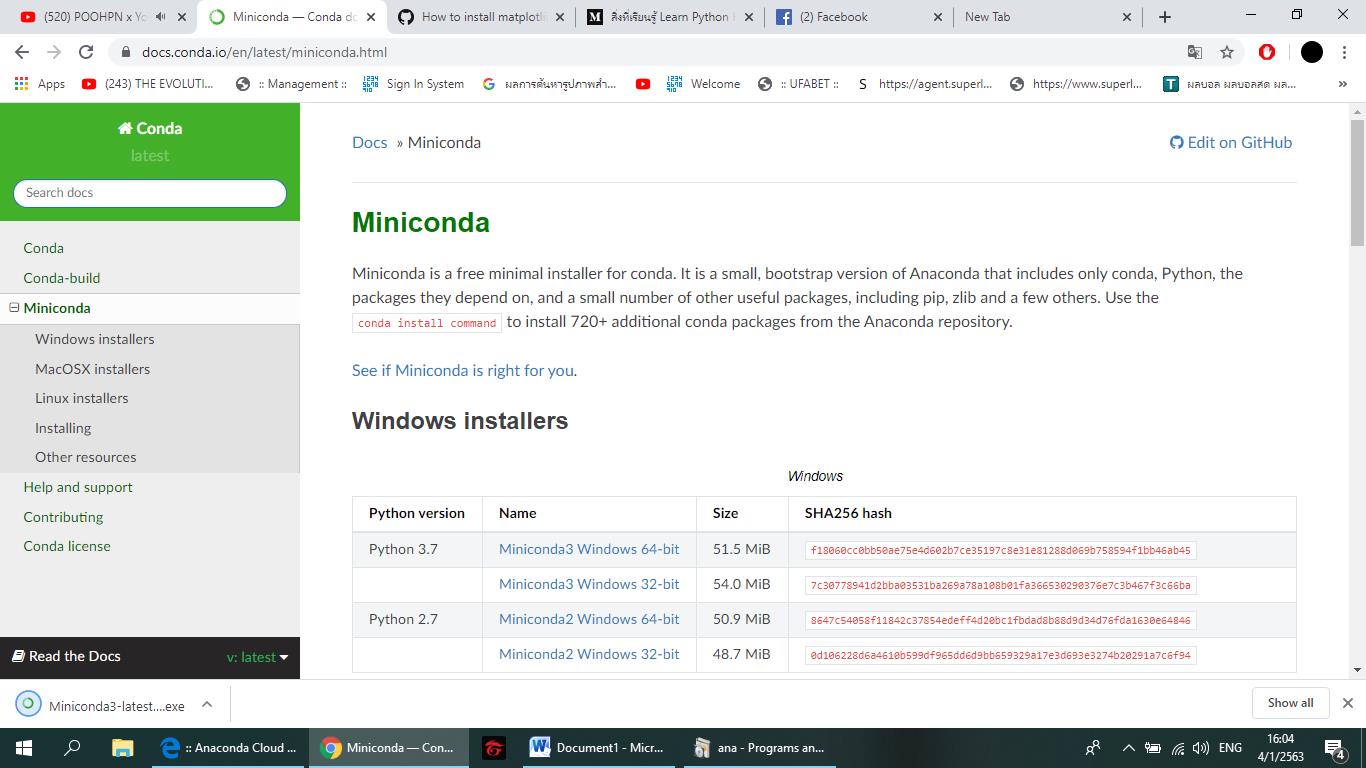 (520) POOHPN x Yo
Miniconda — Conda do
How to install matplotli
สิ่งที่เรียนรู้ Learn Python
(2) Facebook
New Tab
docs.conda.io/en/latest/miniconda.html
Apps
(243) THE EVOLUTI...
:: Management ::
Sign In System
ผลการค้นหารูปภาพสำ...
Welcome
:: UFABET ::
https://agent.superl...
https://www.superl...
ผลบอล ผลบอลสด ผล...
Conda
latest
Search docs
Conda
Conda-build
Miniconda
Windows installers
MacOSX installers
Linux installers
Installing
Other resources
Help and support
Contributing
Conda license
Read the Docs
v: latest
Docs » Miniconda
Edit on GitHub
Miniconda
Miniconda is a free minimal installer for conda. It is a small, bootstrap version of Anaconda that includes only conda, Python, the
packages they depend on, and a small number of other useful packages, including pip, zlib and a few others. Use the
conda install command to install 720+ additional conda packages from the Anaconda repository.
See if Miniconda is right for you.
Windows installers
Windows
Python version Name Size SHA256 hash
Python 3.7 Miniconda3 Windows 64-bit 51.5 MiB f18060cc0bb50ae75e4d602b7ce35197c8e31e81288d069b758594f1bb46ab45
Miniconda3 Windows 32-bit 54.0 MiB 7c30778941d2bba03531ba269a78a108b01fa366530290376e7c3b467f3c66ba
Python 2.7 Miniconda2 Windows 64-bit 50.9 MiB 8647c54058f11842c37854edeff4d20bc1fbdad8b88d9d34d76fda1630e64846
Miniconda2 Windows 32-bit 48.7 MiB 0d106228d6a4610b599df965dd6d9bb659329a17e3d693e3274b20291a7c6f94
Miniconda3-latest....exe
Show all
:: Anaconda Cloud ...
Miniconda — Con...
Document1 - Micr...
ana - Programs an...
ENG
16:04
4/1/2563
4